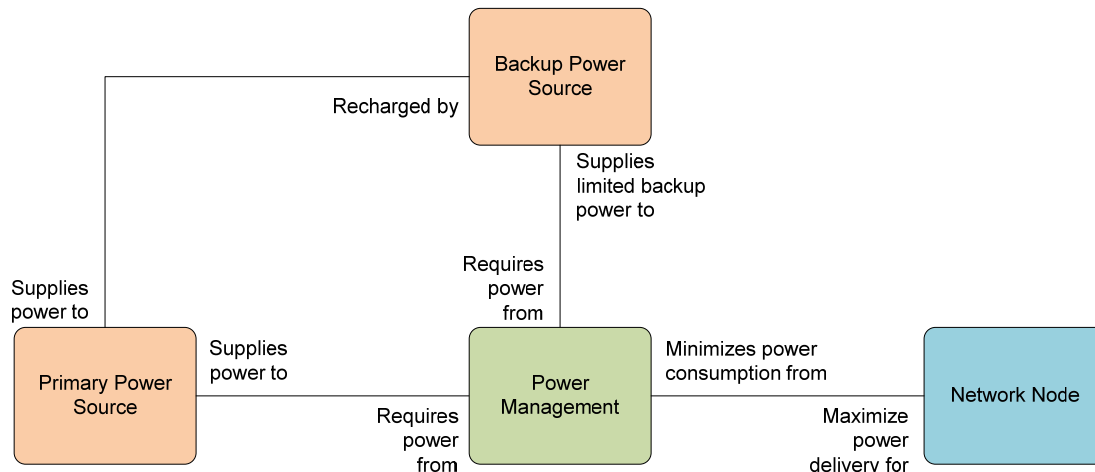 Backup Power
Source
Recharged by
Supplies
limited backup
power to
Requires
power
from
Supplies
power to
Primary Power
Source
Supplies
power to
Requires
power
from
Power
Management
Minimizes power
consumption from
Maximize
power
delivery for
Network Node